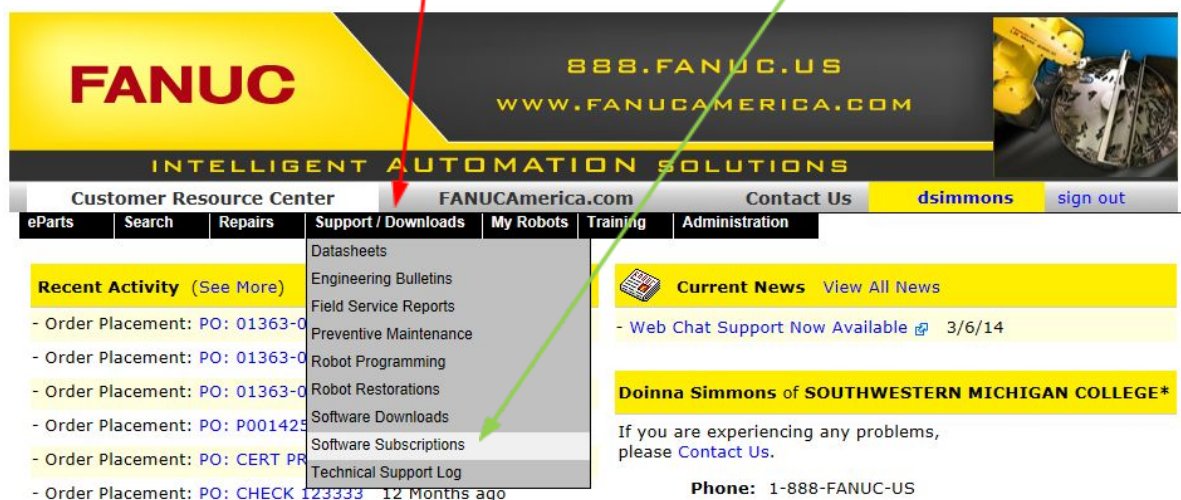 FANUC
888.FANUC.US
WWW.FANUCAMERICA.COM
INTELLIGENT AUTOMATION SOLUTIONS
Customer Resource Center FANUCAmerica.com Contact Us dsimmons sign out
eParts Search Repairs Support / Downloads My Robots Training Administration
Datasheets
Engineering Bulletins
Field Service Reports
Preventive Maintenance
Robot Programming
Robot Restorations
Software Downloads
Software Subscriptions
Technical Support Log
Recent Activity (See More)
- Order Placement: PO: 01363-0
- Order Placement: PO: 01363-0
- Order Placement: PO: 01363-0
- Order Placement: PO: P001425
- Order Placement: PO: CERT PR
- Order Placement: PO: CHECK 123333 12 Months ago
Current News View All News
- Web Chat Support Now Available 3/6/14
Doinna Simmons of SOUTHWESTERN MICHIGAN COLLEGE*
If you are experiencing any problems,
please Contact Us.
Phone: 1-888-FANUC-US